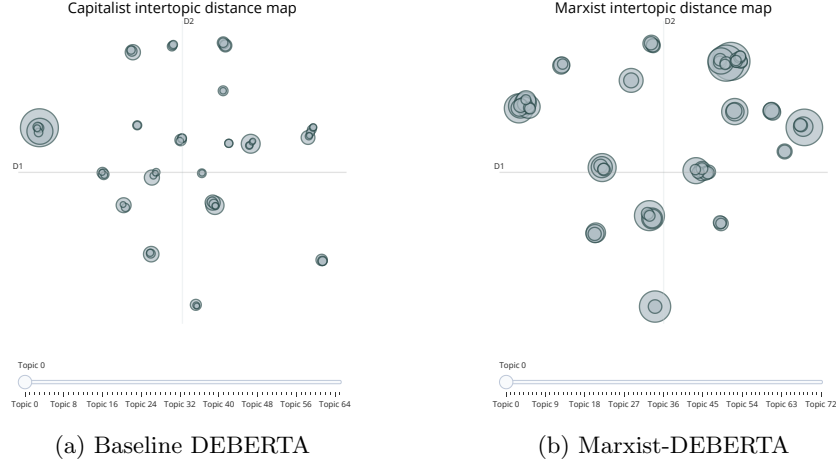 Capitalist intertopic distance map
D2
D1
Topic 0
Topic 0 Topic 8 Topic 16 Topic 24 Topic 32 Topic 40 Topic 48 Topic 56 Topic 64
(a) Baseline DEBERTA
Marxist intertopic distance map
D2
D1
Topic 0
Topic 0 Topic 9 Topic 18 Topic 27 Topic 36 Topic 45 Topic 54 Topic 63 Topic 72
(b) Marxist-DEBERTA